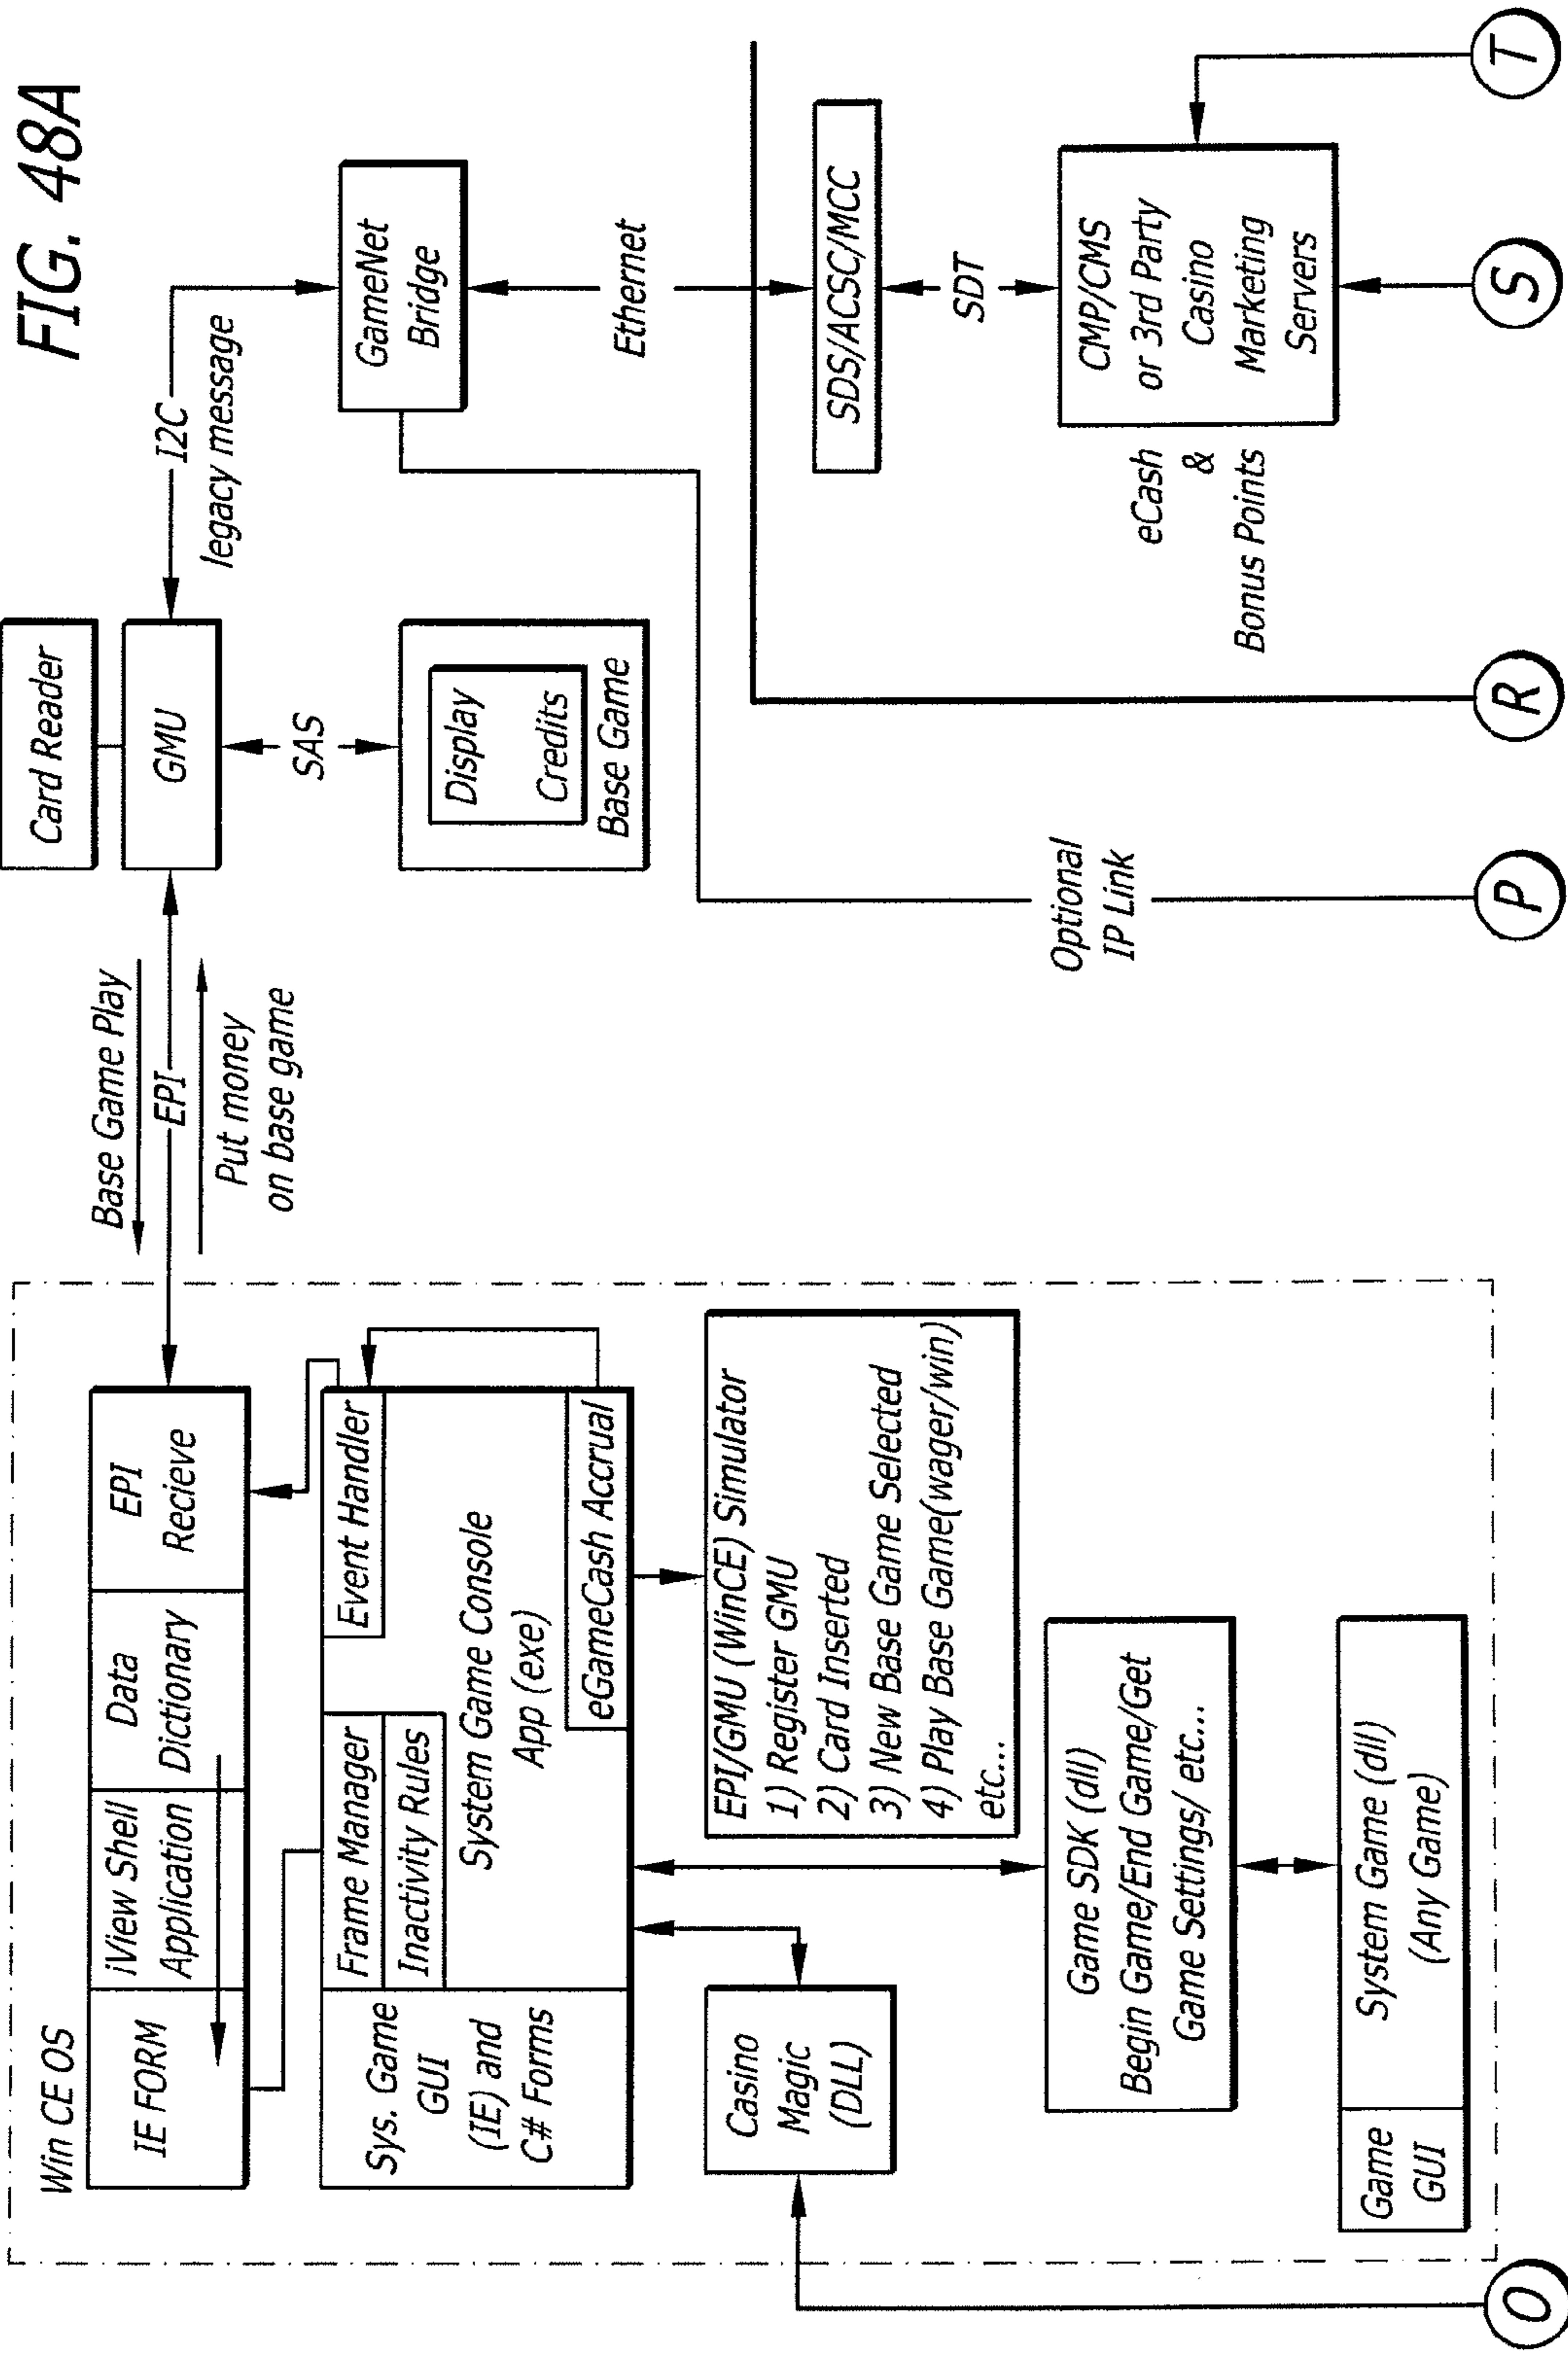 FIG. 48A
Win CE OS
IE FORM
iView Shell
Application
Data
Dictionary
EPI
Recieve
Base Game Play
EPI
Put money
on base game
Card Reader
GMU
I2C
legacy message
SAS
Display
Credits
Base Game
GameNet
Bridge
Ethernet
Sys. Game
GUI
(IE) and
C# Forms
Frame Manager
Inactivity Rules
Event Handler
System Game Console
App (exe)
eGameCash Accrual
Casino
Magic
(DLL)
EPI/GMU (WinCE) Simulator
1) Register GMU
2) Card Inserted
3) New Base Game Selected
4) Play Base Game(wager/win)
etc...
Game SDK (dll)
Begin Game/End Game/Get
Game Settings/ etc...
Game
GUI
System Game (dll)
(Any Game)
Optional
IP Link
SDS/ACSC/MCC
SDT
CMP/CMS
or 3rd Party
Casino
Marketing
Servers
eCash
&
Bonus Points
O
P
R
S
T